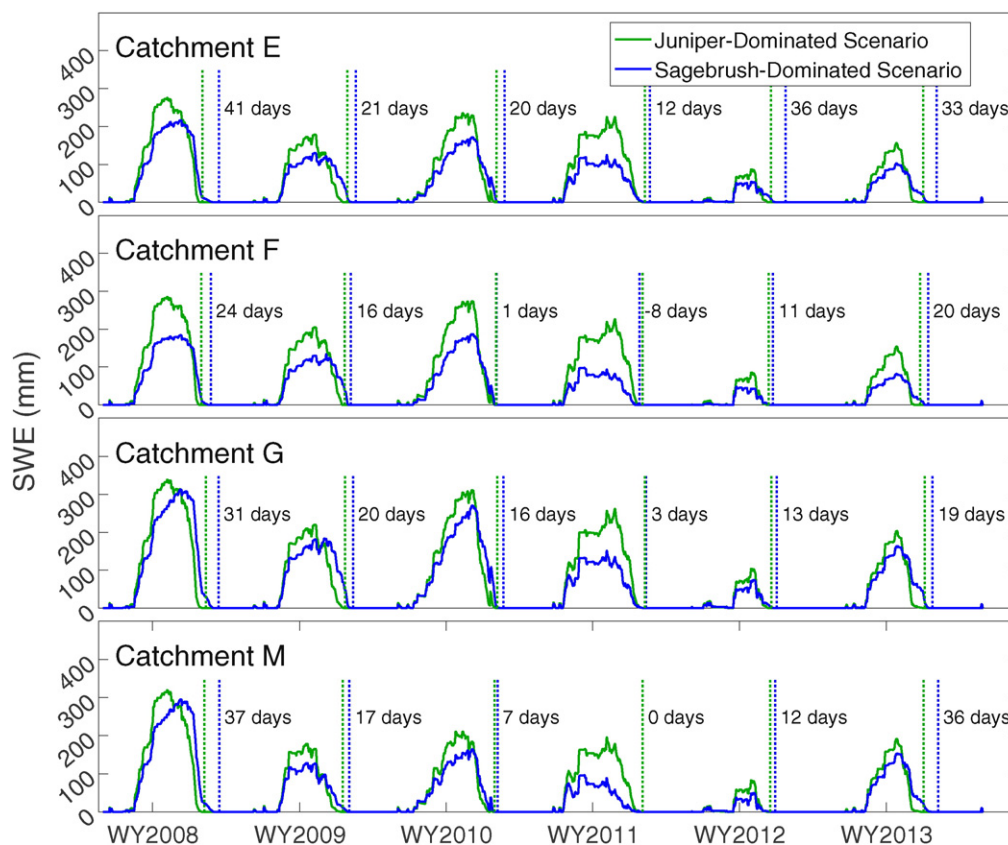 Catchment E
Juniper-Dominated Scenario
Sagebrush-Dominated Scenario
400
300
200
100
0
41 days
21 days
20 days
12 days
36 days
33 days
Catchment F
400
300
200
100
0
24 days
16 days
1 days
-8 days
11 days
20 days
SWE (mm)
Catchment G
400
300
200
100
0
31 days
20 days
16 days
3 days
13 days
19 days
Catchment M
400
300
200
100
0
37 days
17 days
7 days
0 days
12 days
36 days
WY2008
WY2009
WY2010
WY2011
WY2012
WY2013